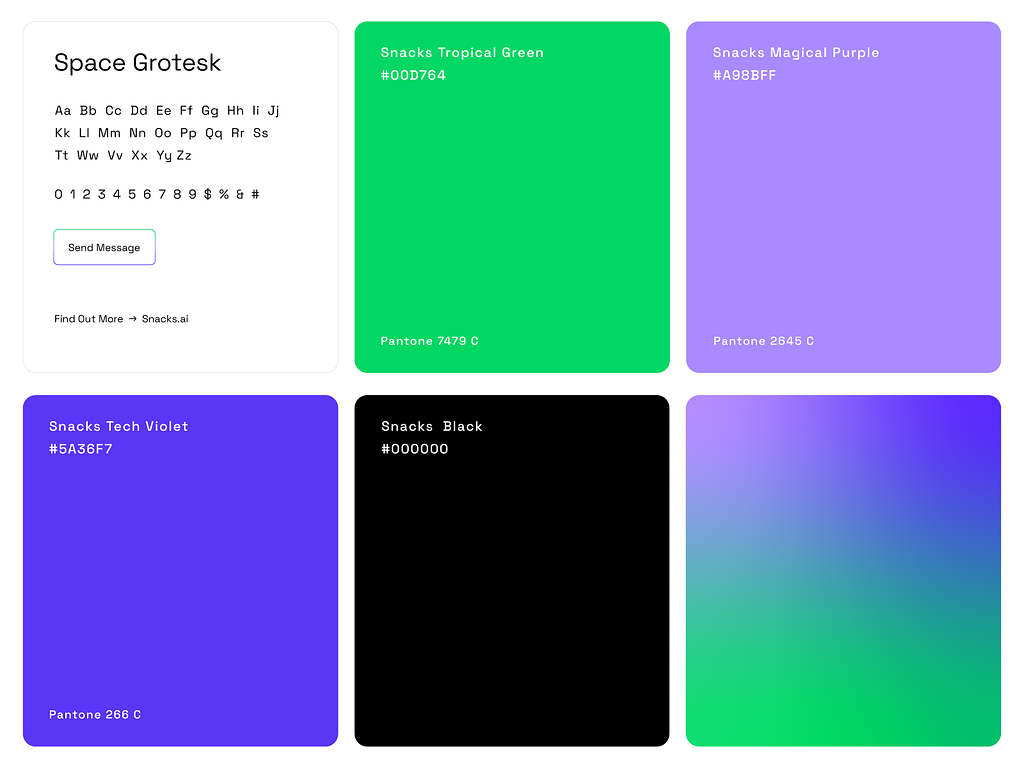 Space Grotesk
Aa Bb Cc Dd Ee Ff Gg Hh Ii Jj
Kk Ll Mm Nn Oo Pp Qq Rr Ss
Tt Ww Vv Xx Yy Zz
0 1 2 3 4 5 6 7 8 9 $ % & #
Send Message
Find Out More → Snacks.ai
Snacks Tropical Green
#00D764
Pantone 7479 C
Snacks Magical Purple
#A98BFF
Pantone 2645 C
Snacks Tech Violet
#5A36F7
Pantone 266 C
Snacks Black
#000000